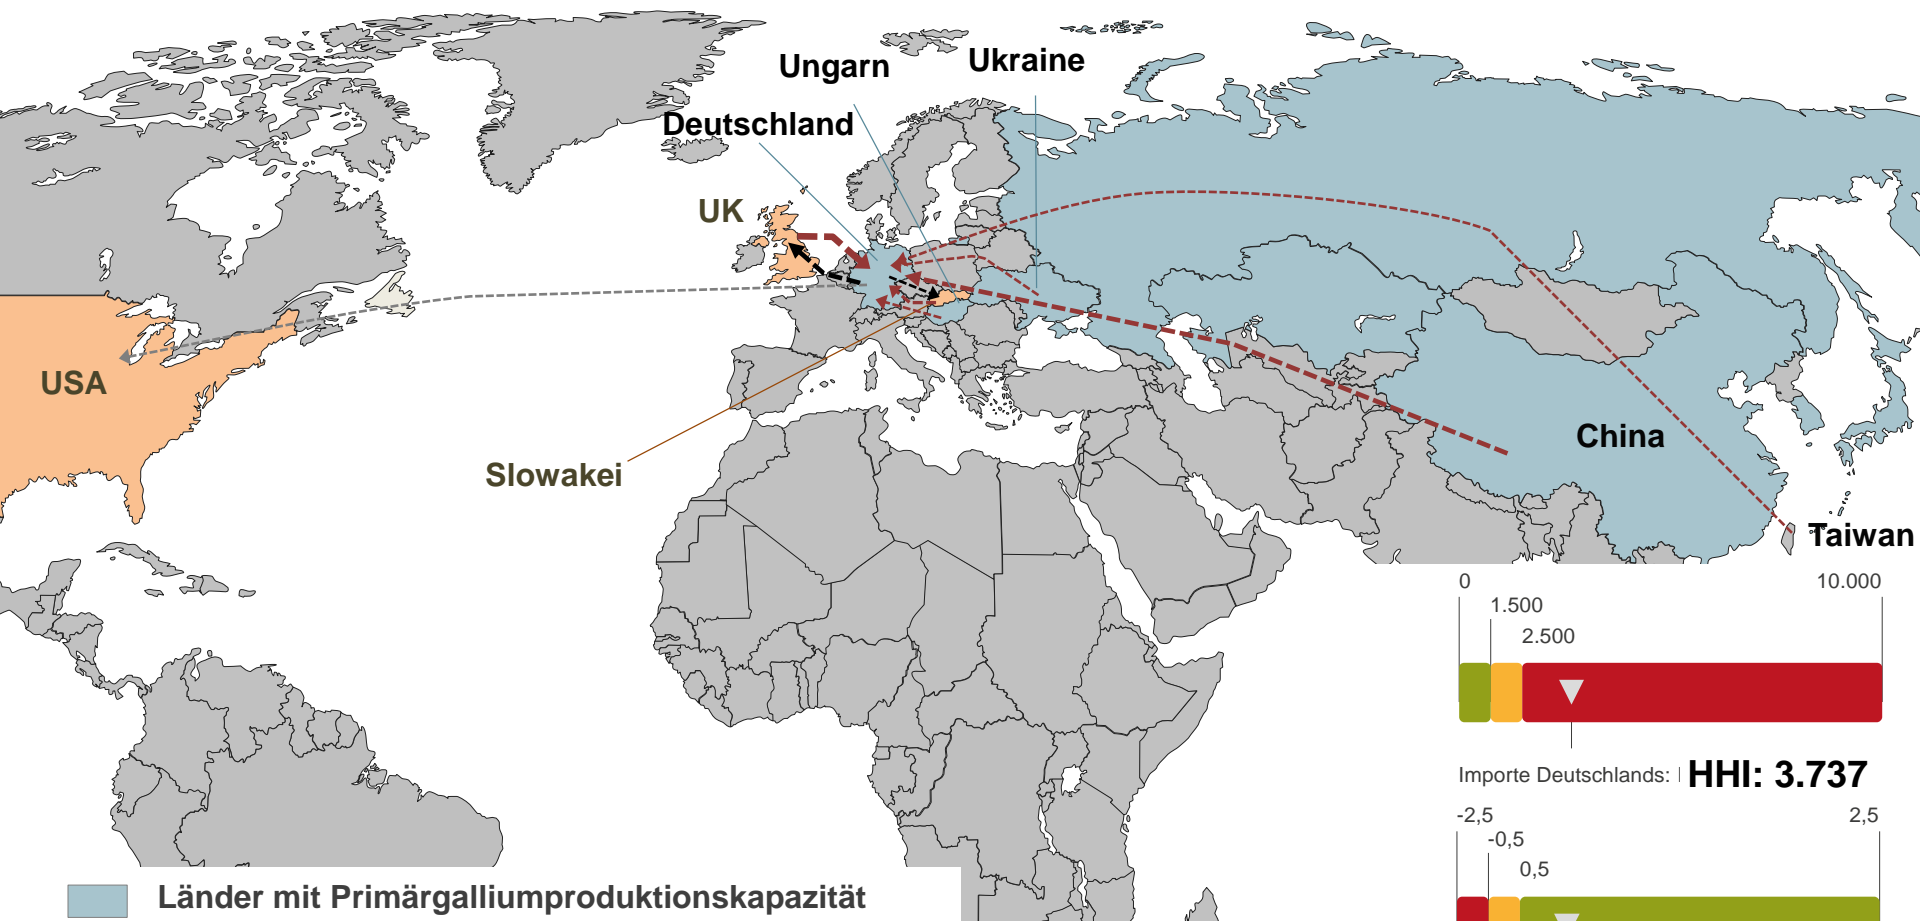 Ungarn
Ukraine
Deutschland
UK
USA
Slowakei
China
Taiwan
0
10.000
1.500
2.500
Importe Deutschlands:
HHI: 3.737
-2,5
2,5
-0,5
0,5
Länder mit Primärgalliumproduktionskapazität